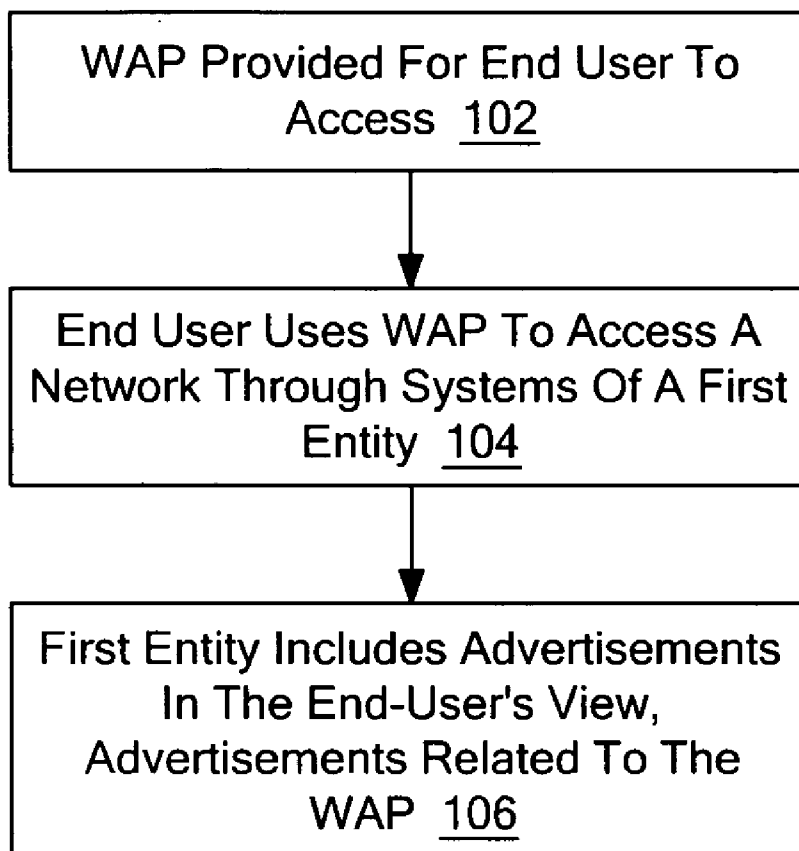 WAP Provided For End User To
Access 102
End User Uses WAP To Access A
Network Through Systems Of A First
Entity 104
First Entity Includes Advertisements
In The End-User's View,
Advertisements Related To The
WAP 106